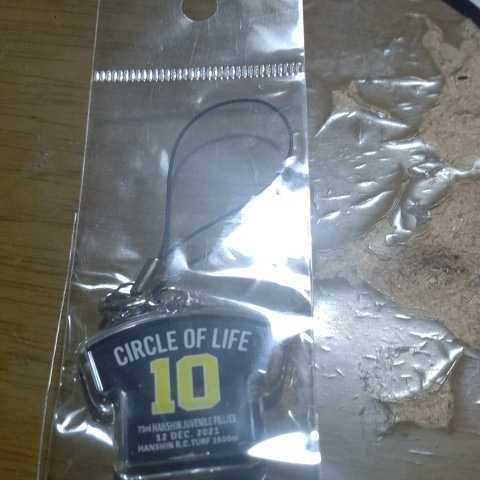 CIRCLE OF LIFE
10
73rd HANSHIN JUVENILE FILLIES
12 DEC. 2021
HANSHIN R.C. TURF 1600m